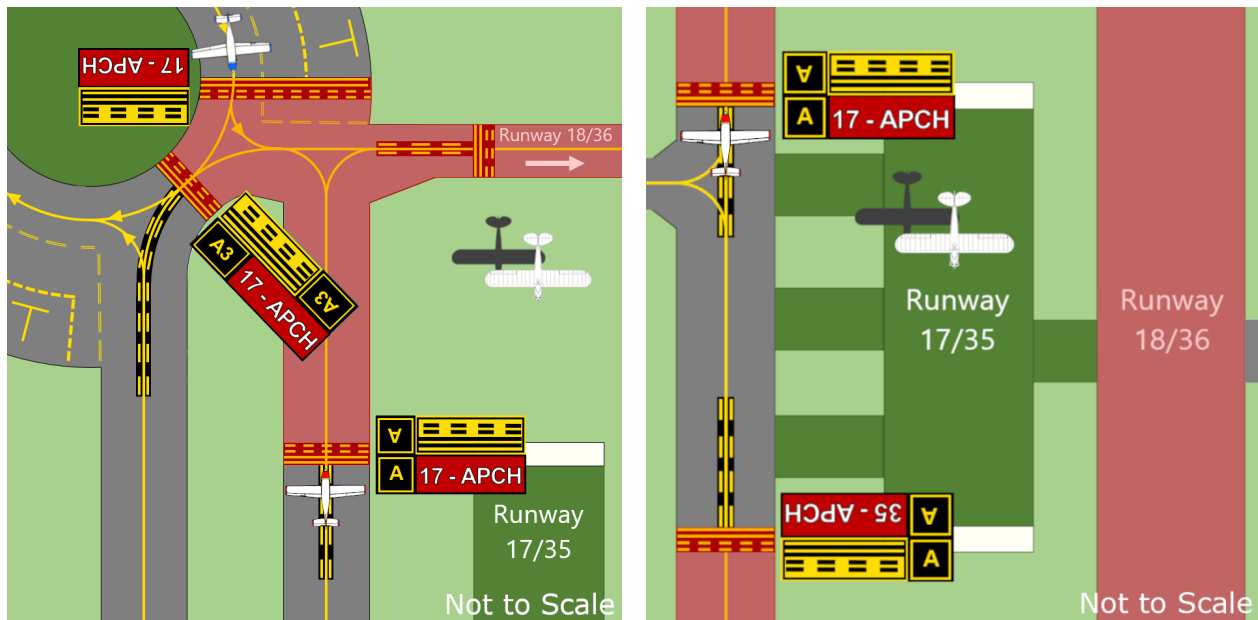 17 - APCH
Runway 18/36
A3
17 - APCH
A3
A
A
17 - APCH
Runway
17/35
Not to Scale
A
A
17 - APCH
Runway
17/35
Runway
18/36
35 - APCH
A
A
Not to Scale